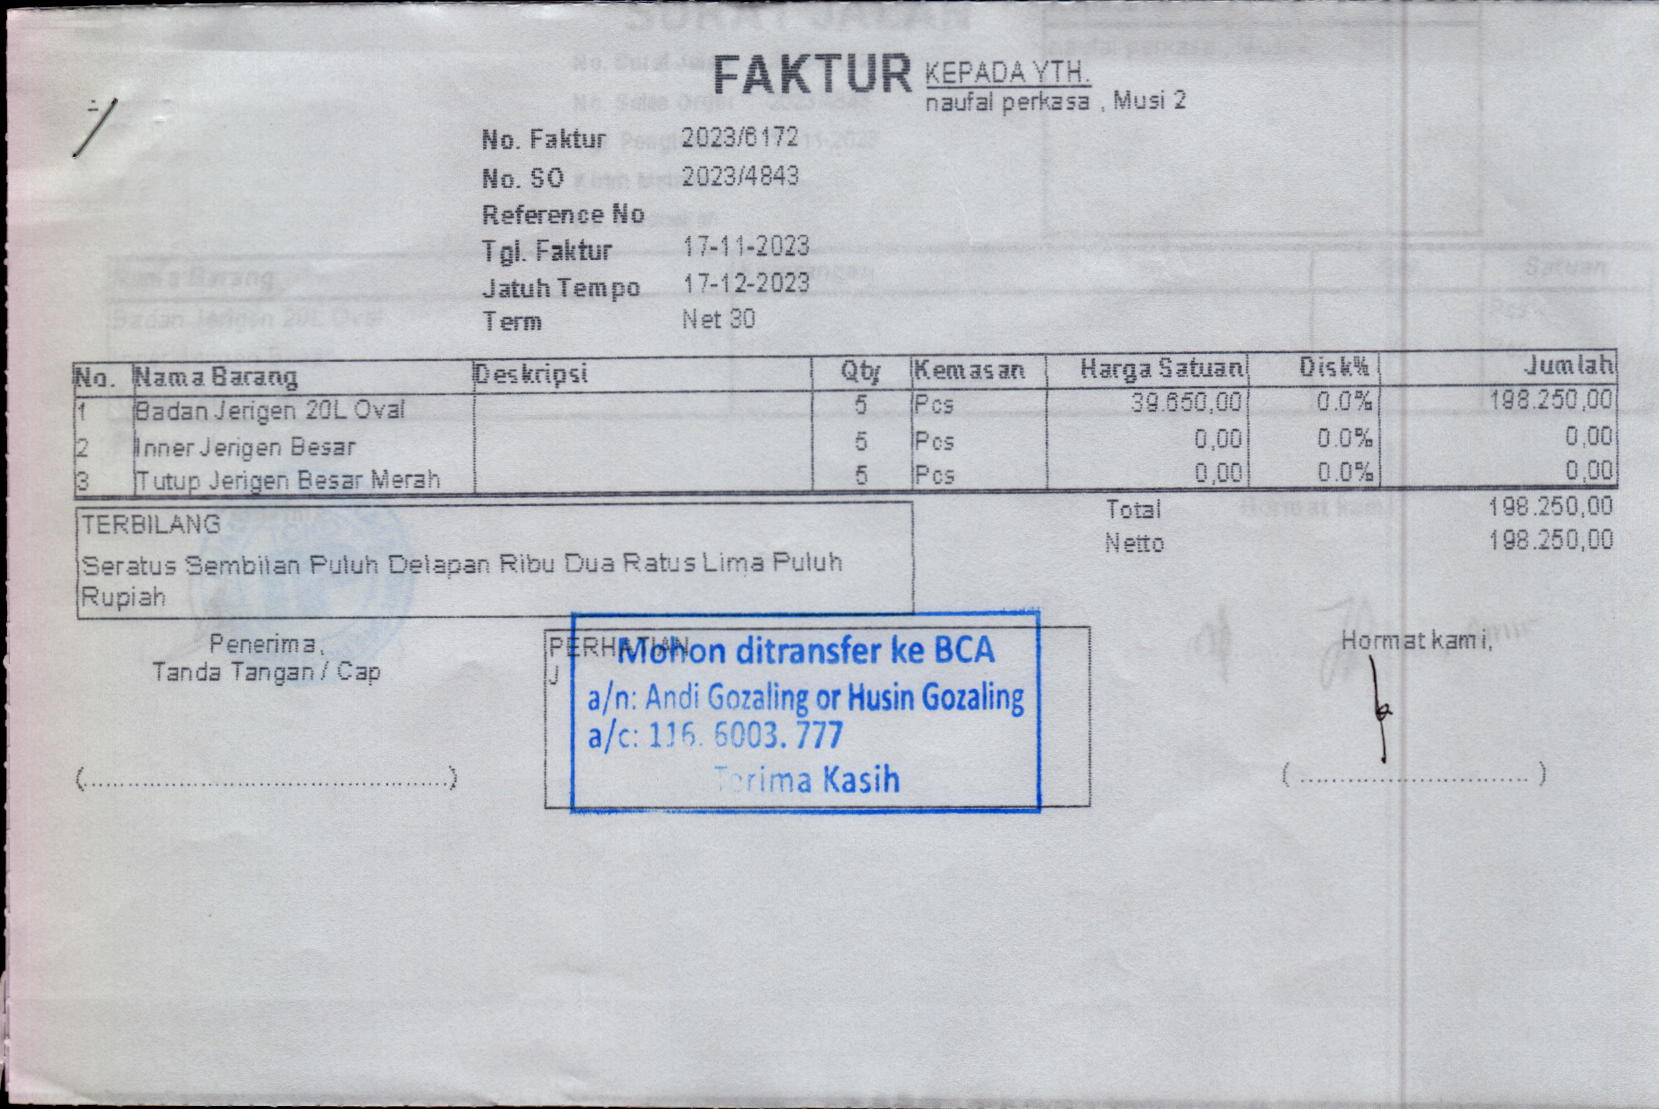 FAKTUR
KEPADA YTH.
naufal perkasa , Musi 2
No. Faktur 2023/6172
No. SO 2023/4843
Reference No
Tgl. Faktur 17-11-2023
Jatuh Tempo 17-12-2023
Term Net 30
No. Nama Barang Deskripsi Qty Kemasan Harga Satuan Disk% Jumlah
1 Badan Jerigen 20L Oval 5 Pcs 39.650,00 0.0% 198.250,00
2 Inner Jerigen Besar 5 Pcs 0,00 0.0% 0,00
3 Tutup Jerigen Besar Merah 5 Pcs 0,00 0.0% 0,00
Total 198.250,00
Netto 198.250,00
TERBILANG
Seratus Sembilan Puluh Delapan Ribu Dua Ratus Lima Puluh
Rupiah
Penerima,
Tanda Tangan / Cap
PERHATIAN
J
Mohon ditransfer ke BCA
a/n: Andi Gozaling or Husin Gozaling
a/c: 116. 6003. 777
Terima Kasih
Hormat kami,
(..............................................)
( ............................. )